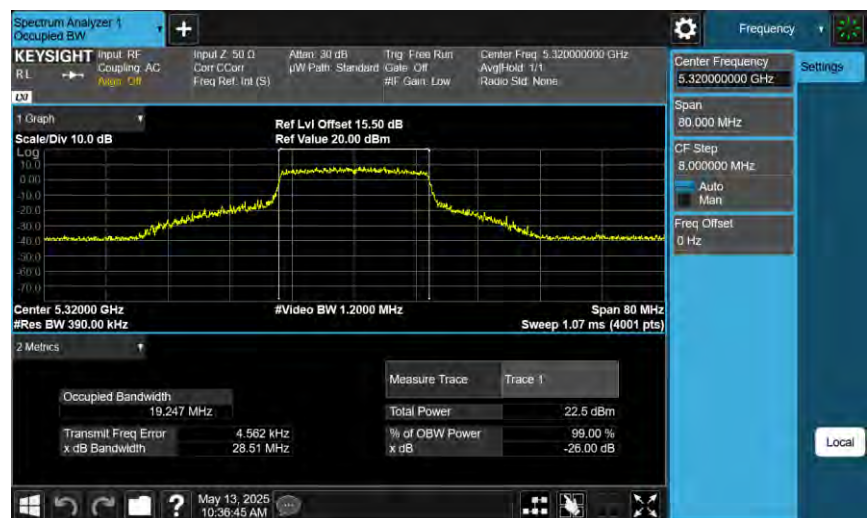 Spectrum Analyzer 1
Occupied BW
+
Frequency
KEYSIGHT
RL
LXI
Input: RF
Coupling: AC
Align: Off
Input Z: 50 Ω
Corr CCorr
Freq Ref: Int (S)
Atten: 30 dB
µW Path: Standard
Trig: Free Run
Gate: Off
#IF Gain: Low
Center Freq: 5.320000000 GHz
Avg|Hold: 1/1
Radio Std: None
1 Graph
Scale/Div 10.0 dB
Ref Lvl Offset 15.50 dB
Ref Value 20.00 dBm
Log
10.0
0.00
-10.0
-20.0
-30.0
-40.0
-50.0
-60.0
-70.0
Center 5.32000 GHz
#Res BW 390.00 kHz
#Video BW 1.2000 MHz
Span 80 MHz
Sweep 1.07 ms (4001 pts)
2 Metrics
Occupied Bandwidth
19.247 MHz
Transmit Freq Error 4.562 kHz
x dB Bandwidth 28.51 MHz
Measure Trace Trace 1
Total Power 22.5 dBm
% of OBW Power 99.00 %
x dB -26.00 dB
?
May 13, 2025
10:36:45 AM
Center Frequency
5.320000000 GHz
Settings
Span
80.000 MHz
CF Step
8.000000 MHz
Auto
Man
Freq Offset
0 Hz
Local